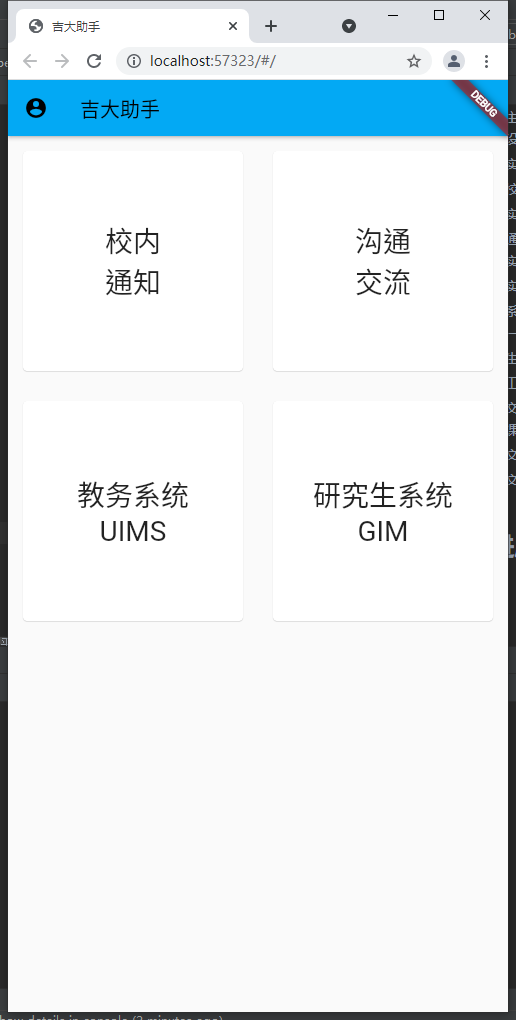 吉大助手
localhost:57323/#/
吉大助手
DEBUG
校内
通知
沟通
交流
教务系统
UIMS
研究生系统
GIM